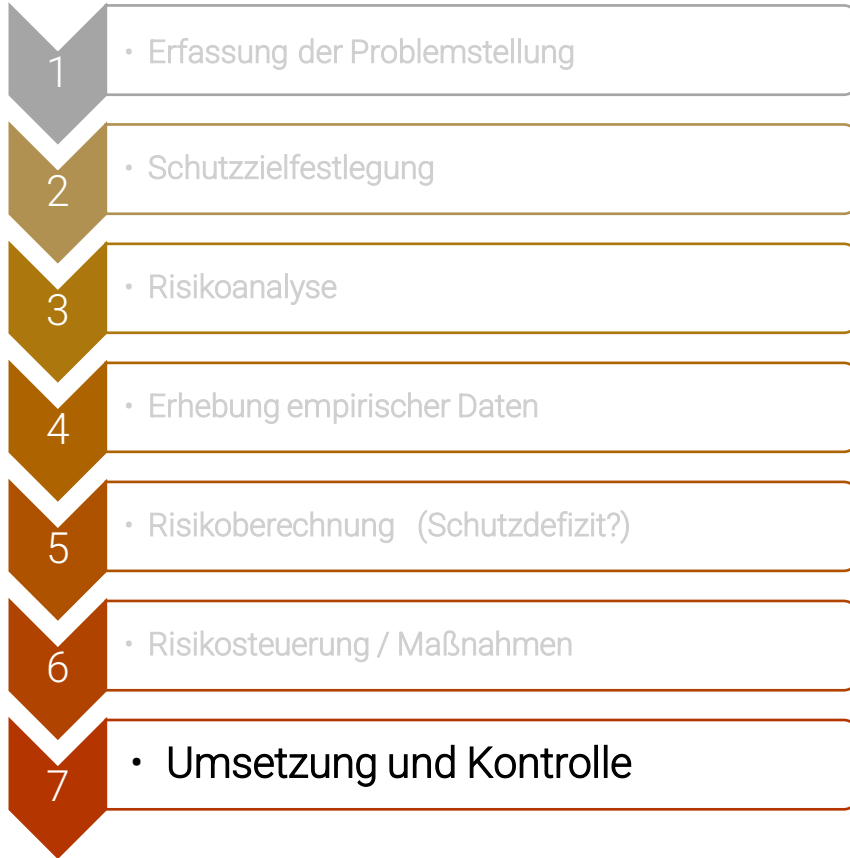 1
• Erfassung der Problemstellung
2
• Schutzzielfestlegung
3
• Risikoanalyse
4
• Erhebung empirischer Daten
5
• Risikoberechnung (Schutzdefizit?)
6
• Risikosteuerung / Maßnahmen
7
• Umsetzung und Kontrolle